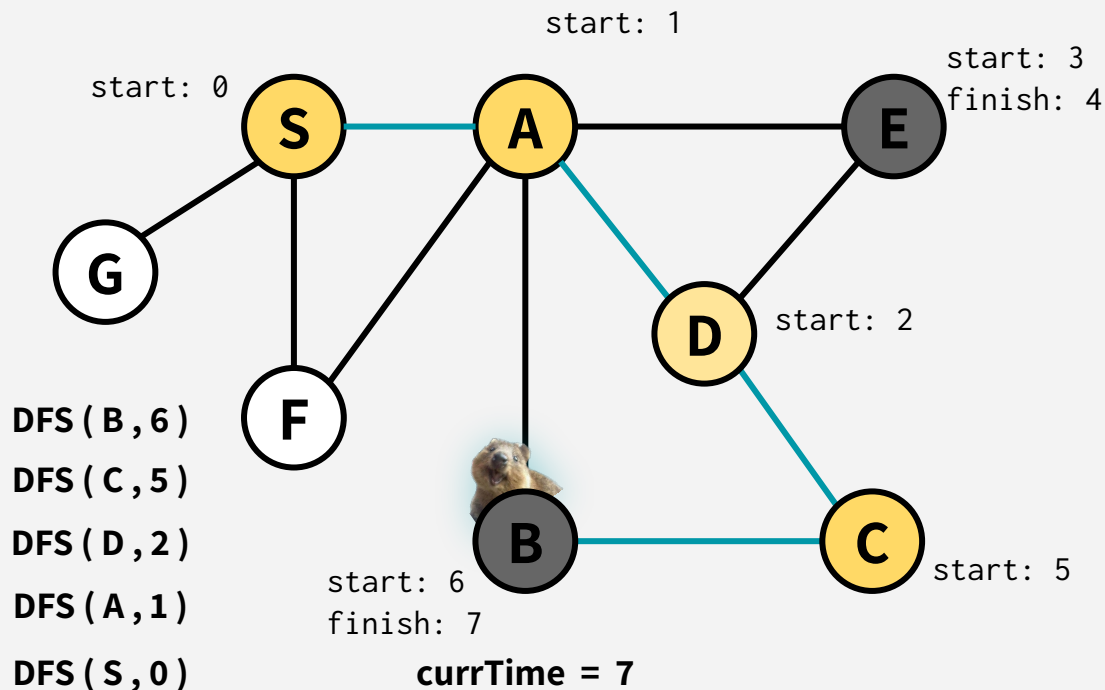 start: 1
start: 0
start: 3
finish: 4
S
A
E
G
D
start: 2
F
DFS(B,6)
DFS(C,5)
DFS(D,2)
DFS(A,1)
DFS(S,0)
B
C
start: 5
start: 6
finish: 7
currTime = 7